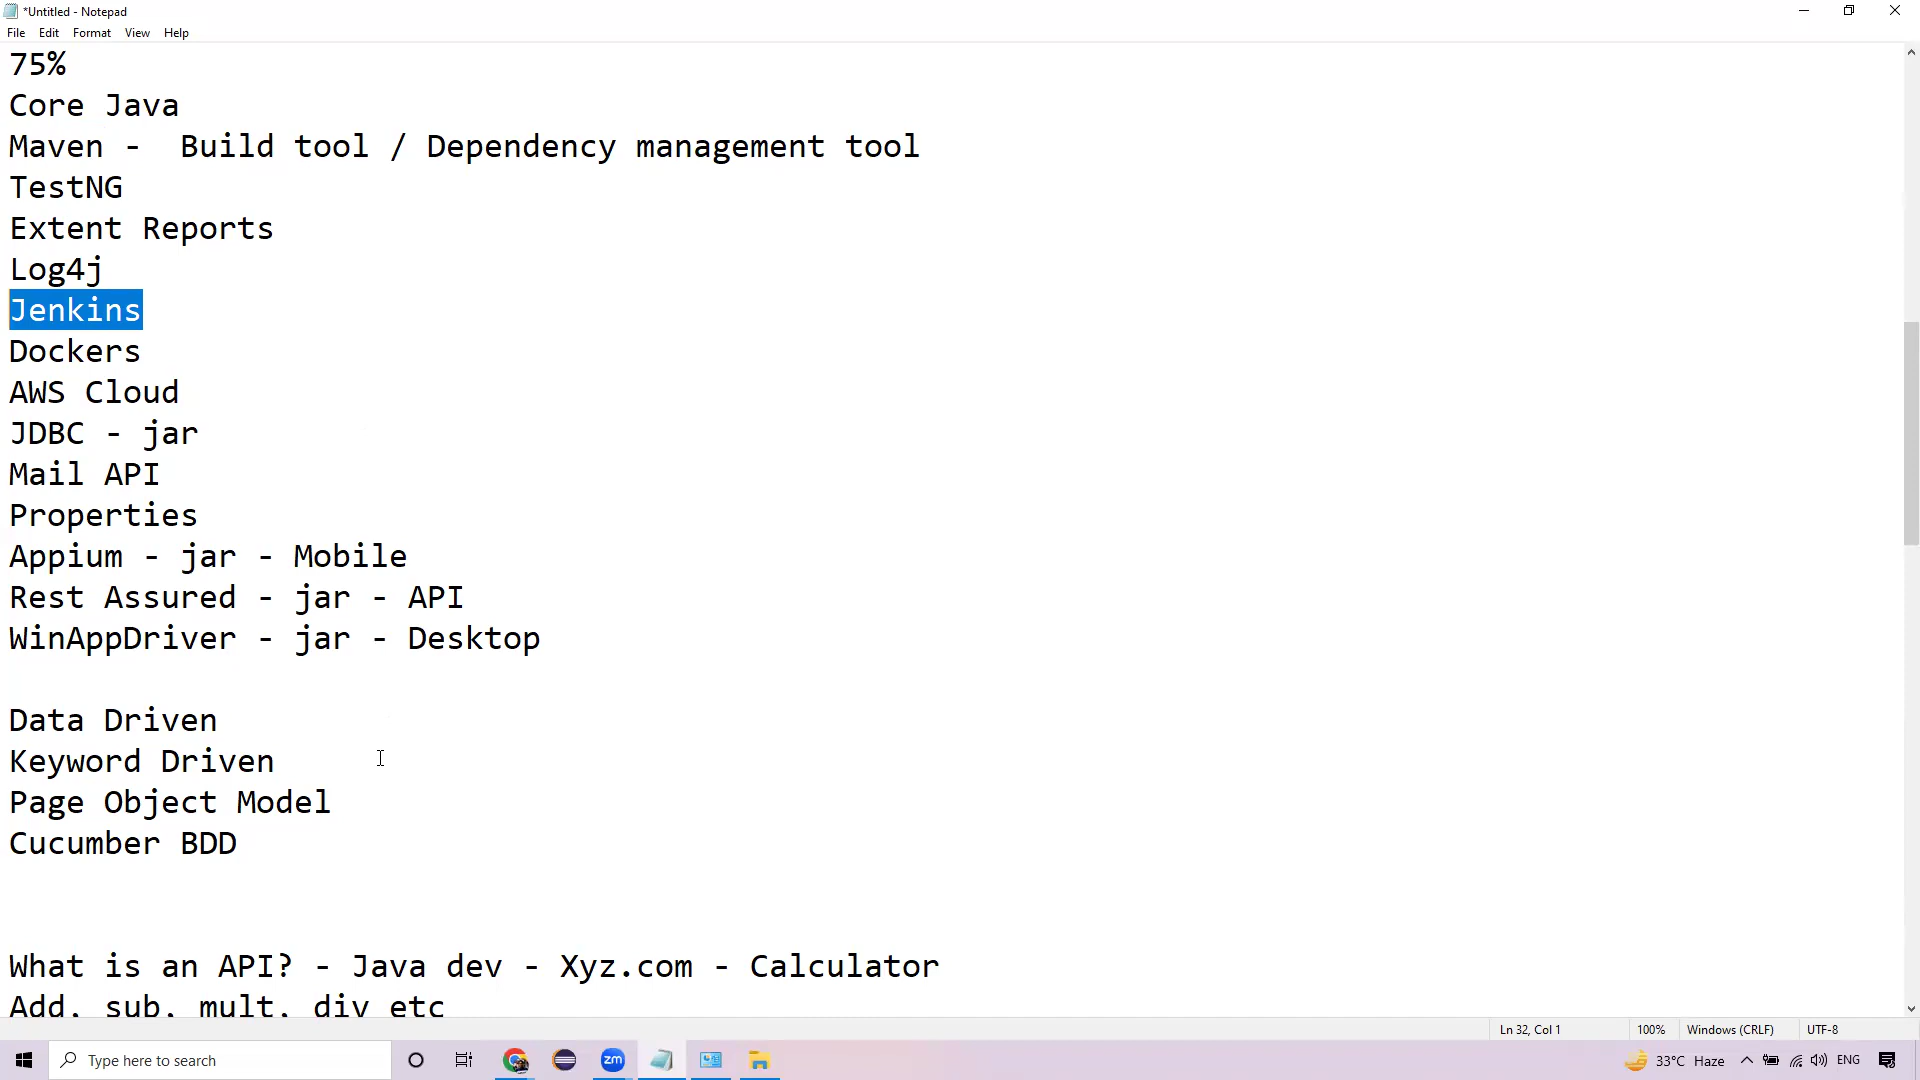 *Untitled - Notepad
File Edit Format View Help
75%
Core Java
Maven -  Build tool / Dependency management tool
TestNG
Extent Reports
Log4j
Jenkins
Dockers
AWS Cloud
JDBC - jar
Mail API
Properties
Appium - jar - Mobile
Rest Assured - jar - API
WinAppDriver - jar - Desktop
Data Driven
Keyword Driven
Page Object Model
Cucumber BDD
What is an API? - Java dev - Xyz.com - Calculator
Add, sub, mult, div etc
Ln 32, Col 1 100% Windows (CRLF) UTF-8
Type here to search zm 33°C Haze ENG